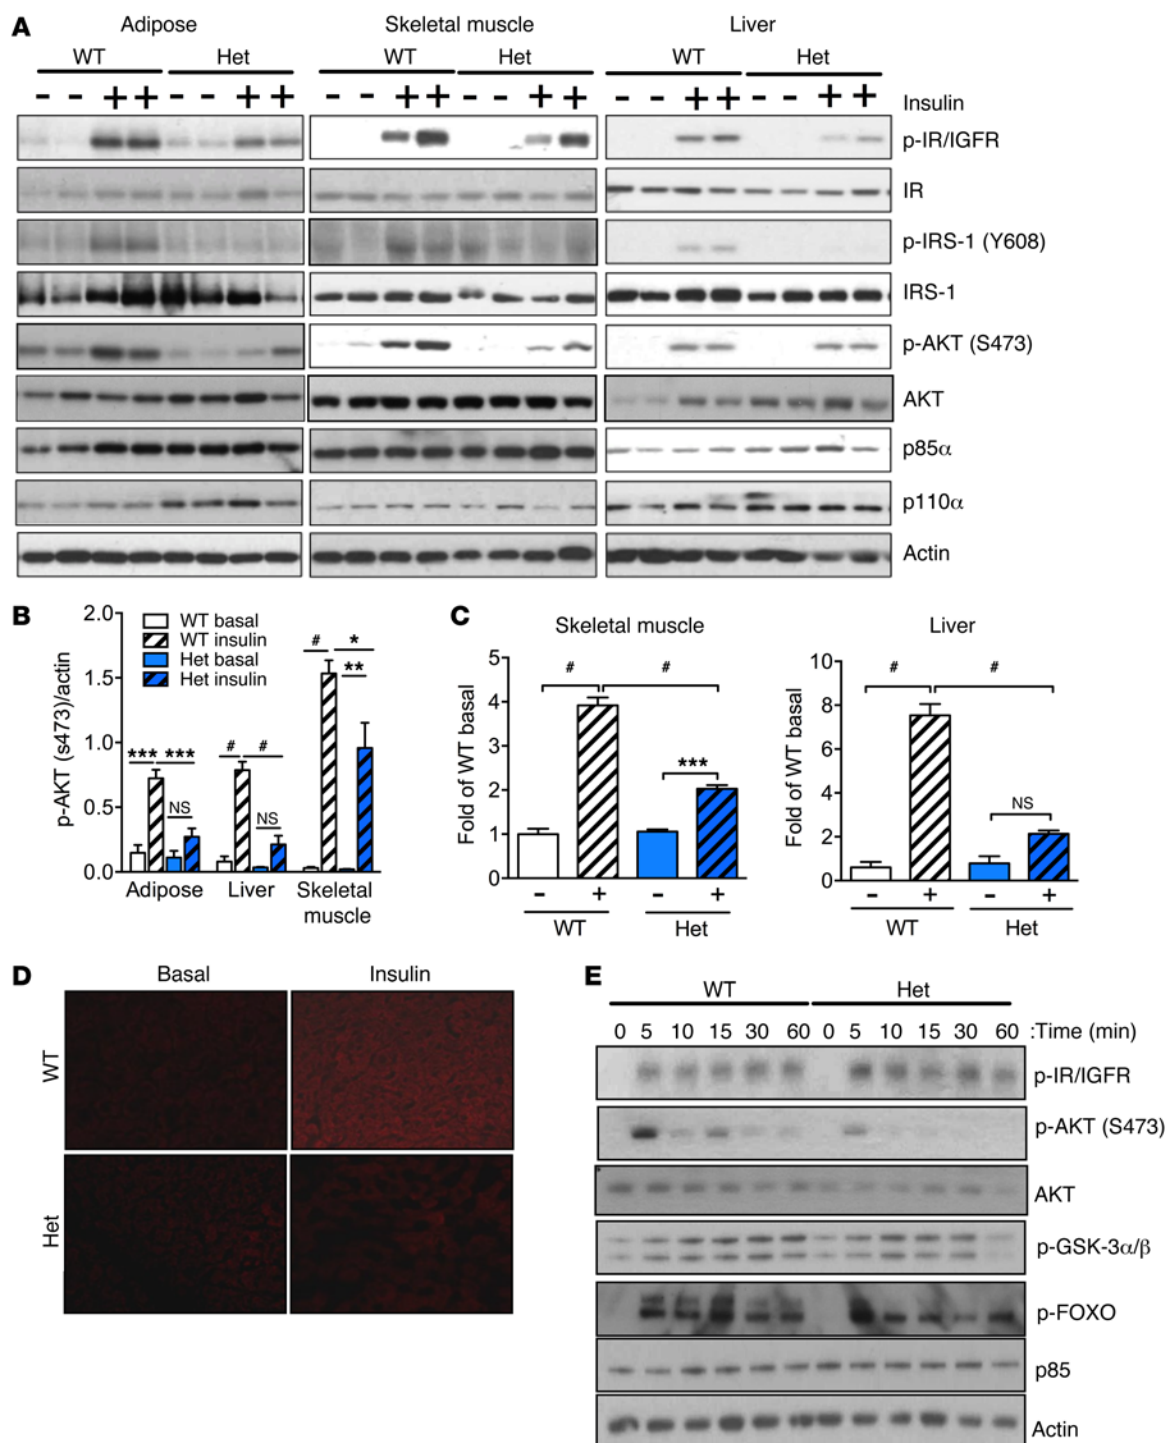 A
Adipose Skeletal muscle Liver
WT Het WT Het WT Het
- - + + - - + + - - + + - - + + - - + + - - + + Insulin
p-IR/IGFR
IR
p-IRS-1 (Y608)
IRS-1
p-AKT (S473)
AKT
p85α
p110α
Actin
B
p-AKT (s473)/actin
2.0
1.5
1.0
0.5
0.0
WT basal
WT insulin
Het basal
Het insulin
# *
**
*** *** # #
NS NS
Adipose Liver Skeletal
muscle
C
Skeletal muscle
Fold of WT basal
5
4
3
2
1
0
# #
***
- + - +
WT Het
Liver
Fold of WT basal
10
8
6
4
2
0
# #
NS
- + - +
WT Het
D
Basal Insulin
WT
Het
E
WT Het
0 5 10 15 30 60 0 5 10 15 30 60 :Time (min)
p-IR/IGFR
p-AKT (S473)
AKT
p-GSK-3α/β
p-FOXO
p85
Actin